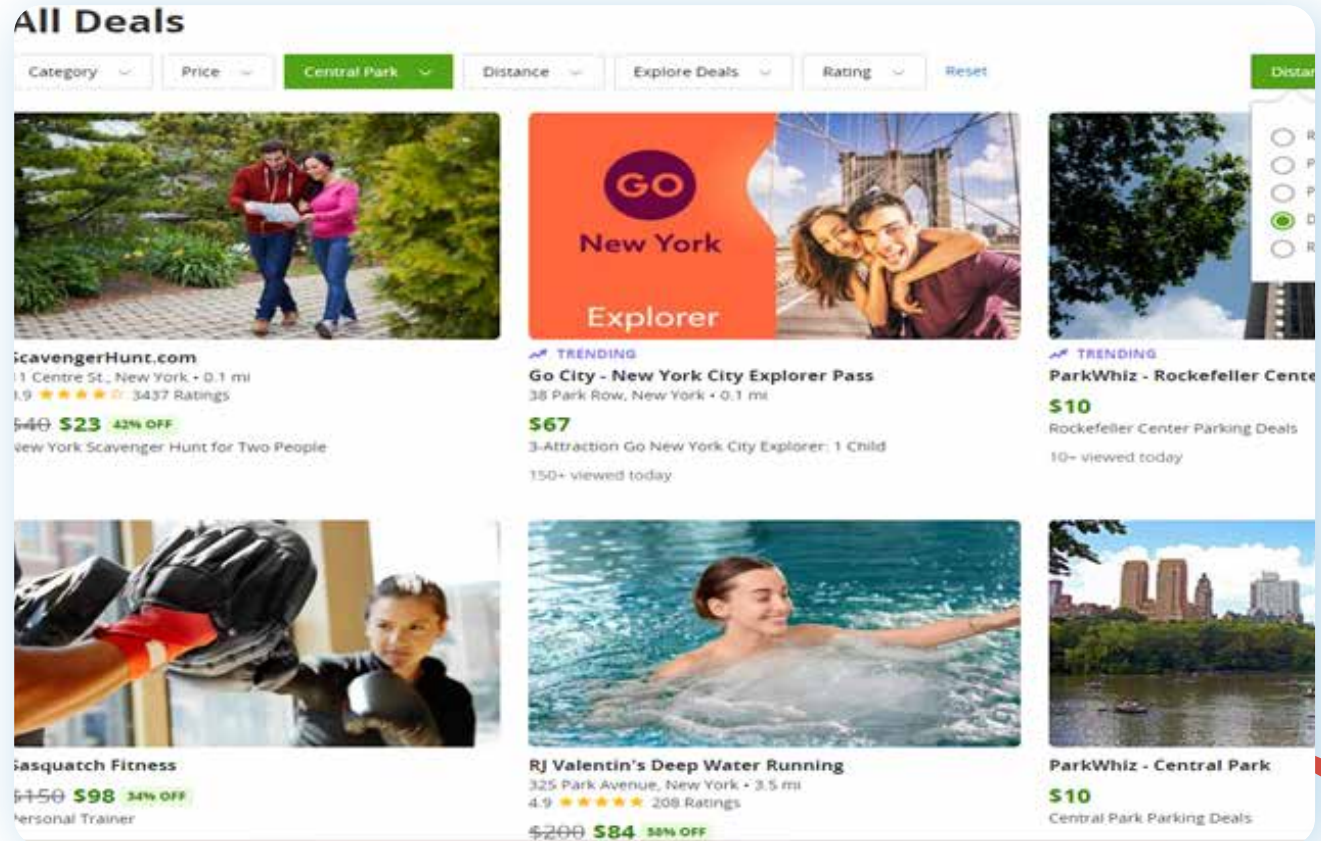 All Deals
Category Price Central Park Distance Explore Deals Rating Reset
GO
New York
Explorer
ScavengerHunt.com
Centre St., New York • 0.1 mi
3437 Ratings
$40 $23 42% OFF
New York Scavenger Hunt for Two People
TRENDING
Go City - New York City Explorer Pass
38 Park Row, New York • 0.1 mi
$67
3-Attraction Go New York City Explorer: 1 Child
150+ viewed today
TRENDING
ParkWhiz - Rockefeller
$10
Rockefeller Center Parking Deals
10+ viewed today
Sasquatch Fitness
$150 $98 34% OFF
Personal Trainer
RJ Valentin's Deep Water Running
325 Park Avenue, New York • 3.5 mi
4.9 208 Ratings
$200 $84 58% OFF
ParkWhiz - Central Park
$10
Central Park Parking Deals